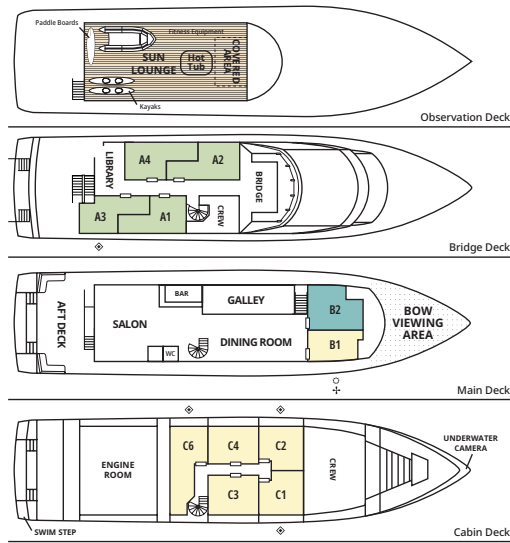 Paddle Boards
Fitness Equipment
SUN
LOUNGE
Hot
Tub
COVERED
AREA
Kayaks
Observation Deck
LIBRARY
A4
A2
BRIDGE
A3
A1
CREW
Bridge Deck
AFT DECK
BAR
GALLEY
SALON
B2
BOW
VIEWING
AREA
WC
DINING ROOM
B1
Main Deck
UNDERWATER
CAMERA
C6
C4
C2
ENGINE
ROOM
CREW
C3
C1
SWIM STEP
Cabin Deck